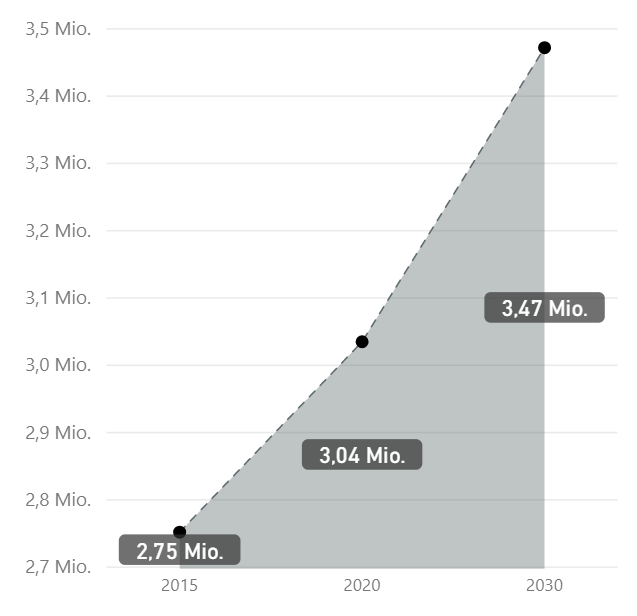 3,5 Mio.
3,4 Mio.
3,3 Mio.
3,2 Mio.
3,1 Mio.
3,47 Mio.
3,0 Mio.
2,9 Mio.
3,04 Mio.
2,8 Mio.
2,75 Mio.
2,7 Mio.
2015 2020 2030